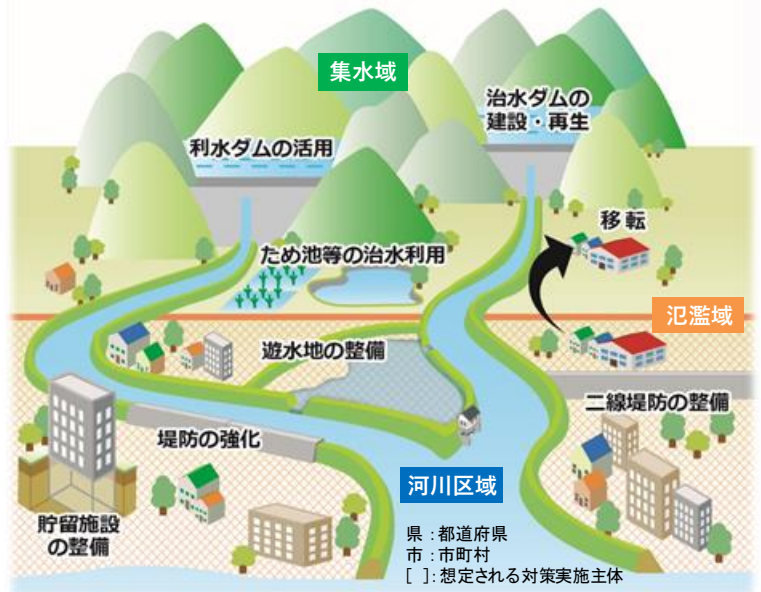 集水域
治水ダムの
建設・再生
利水ダムの活用
移転
ため池等の治水利用
氾濫域
遊水地の整備
二線堤防の整備
堤防の強化
河川区域
貯留施設
の整備
県：都道府県
市：市町村
[ ]：想定される対策実施主体